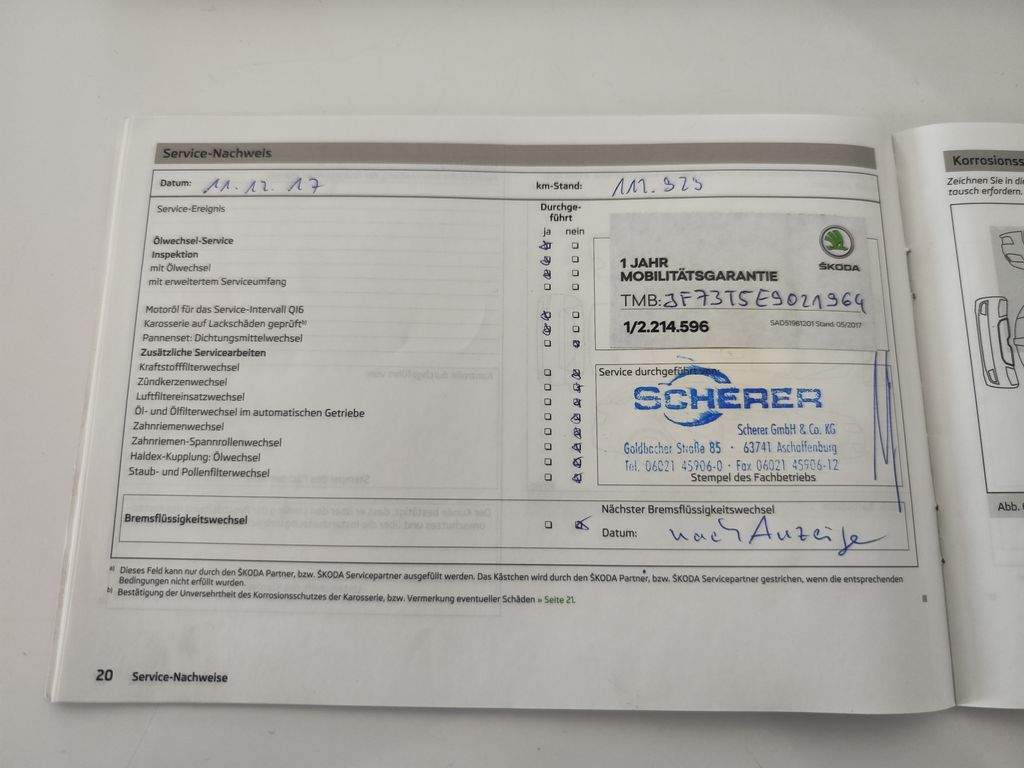 Service-Nachweis
Datum: 11.12.17 km-Stand: 111.929
Service-Ereignis Durchge-
führt
ja nein
Ölwechsel-Service
Inspektion
mit Ölwechsel
mit erweitertem Serviceumfang
Motoröl für das Service-Intervall QI6
Karosserie auf Lackschäden geprüft b)
Pannenset: Dichtungsmittelwechsel
Zusätzliche Servicearbeiten
Kraftstofffilterwechsel
Zündkerzenwechsel
Luftfiltereinsatzwechsel
Öl- und Ölfilterwechsel im automatischen Getriebe
Zahnriemenwechsel
Zahnriemen-Spannrollenwechsel
Haldex-Kupplung: Ölwechsel
Staub- und Pollenfilterwechsel
ŠKODA
1 JAHR
MOBILITÄTSGARANTIE
TMB: JF73T5E9021964
1/2.214.596 SAD51961201 Stand: 05/2017
Service durchgeführt von:
SCHERER
Scherer GmbH & Co. KG
Goldbacher Straße 85 · 63741 Aschaffenburg
Tel. 06021 45906-0 · Fax 06021 45906-12
Stempel des Fachbetriebs
Bremsflüssigkeitswechsel
Nächster Bremsflüssigkeitswechsel
Datum: nach Anzeige
a) Dieses Feld kann nur durch den ŠKODA Partner, bzw. ŠKODA Servicepartner ausgefüllt werden. Das Kästchen wird durch den ŠKODA Partner, bzw. ŠKODA Servicepartner gestrichen, wenn die entsprechenden
Bedingungen nicht erfüllt wurden.
b) Bestätigung der Unversehrtheit des Korrosionsschutzes der Karosserie, bzw. Vermerkung eventueller Schäden » Seite 21.
20 Service-Nachweise
Korrosionss
Zeichnen Sie in di
tausch erfordern.
Abb.